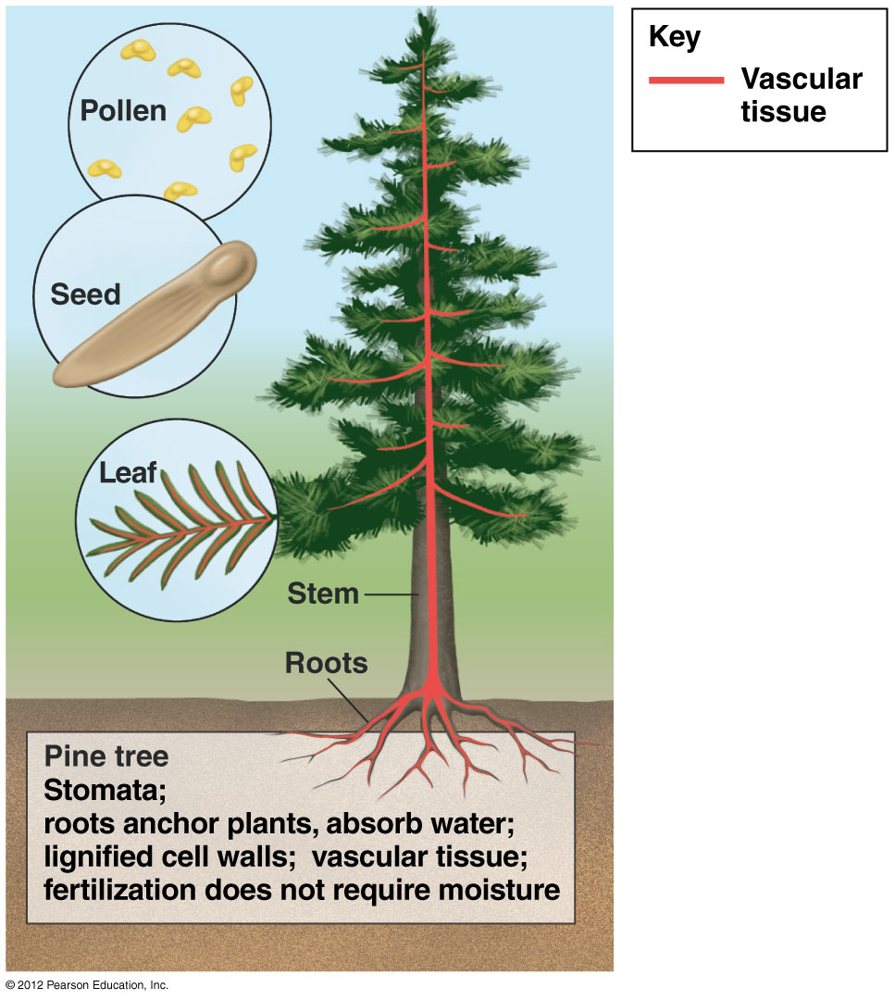 Key
Vascular
tissue
Pollen
Seed
Leaf
Stem
Roots
Pine tree
Stomata;
roots anchor plants, absorb water;
lignified cell walls; vascular tissue;
fertilization does not require moisture
© 2012 Pearson Education, Inc.